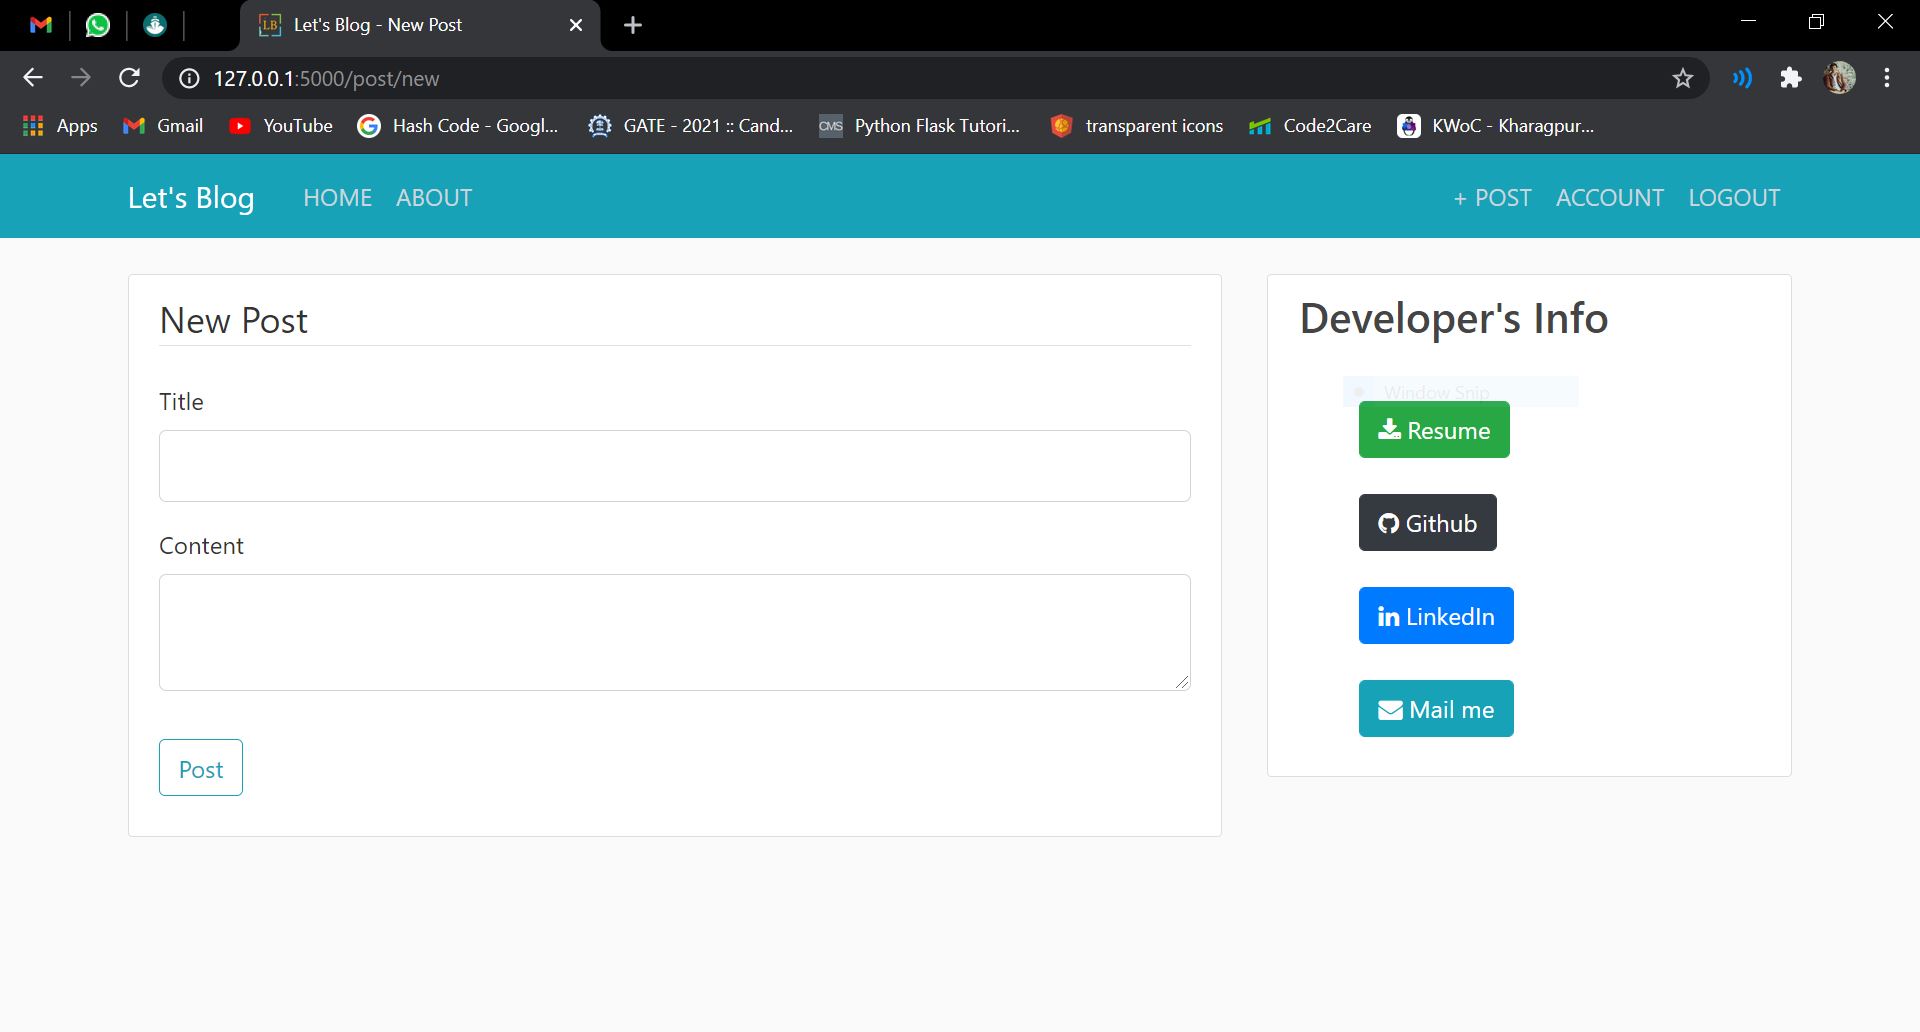 Let's Blog - New Post
127.0.0.1:5000/post/new
Apps
Gmail
YouTube
Hash Code - Googl...
GATE - 2021 :: Cand...
CMS
Python Flask Tutori...
transparent icons
Code2Care
KWoC - Kharagpur...
Let's Blog
HOME
ABOUT
+ POST
ACCOUNT
LOGOUT
New Post
Title
Content
Post
Developer's Info
Window Snip
Resume
Github
LinkedIn
Mail me